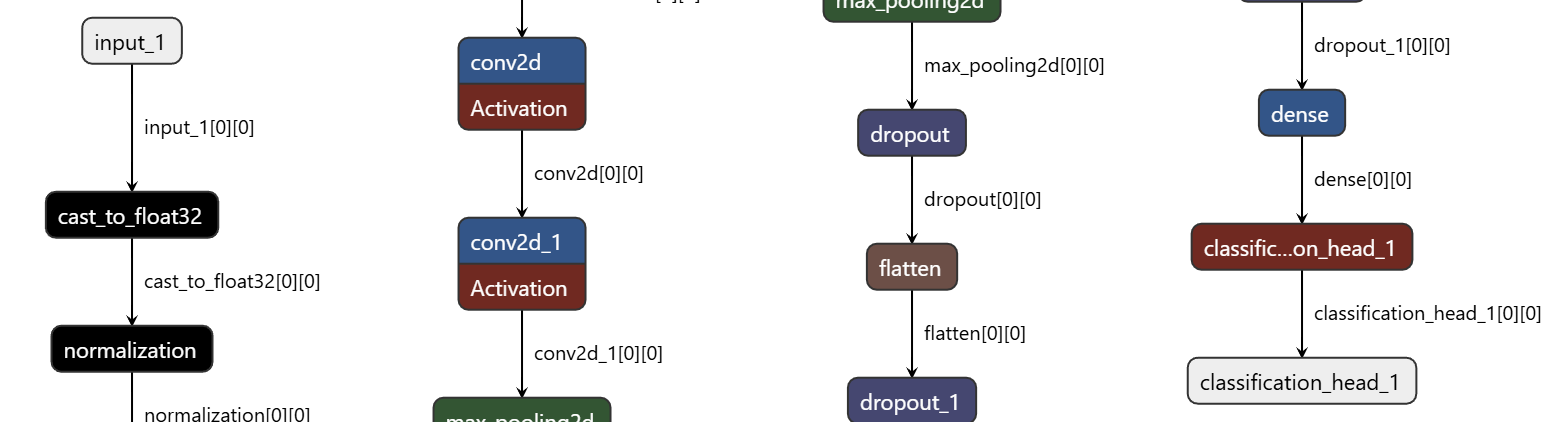 input_1
input_1[0][0]
cast_to_float32
cast_to_float32[0][0]
normalization
normalization[0][0]
conv2d
Activation
conv2d[0][0]
conv2d_1
Activation
conv2d_1[0][0]
max_pooling2d
max_pooling2d
max_pooling2d[0][0]
dropout
dropout[0][0]
flatten
flatten[0][0]
dropout_1
dropout_1[0][0]
dense
dense[0][0]
classific...on_head_1
classification_head_1[0][0]
classification_head_1